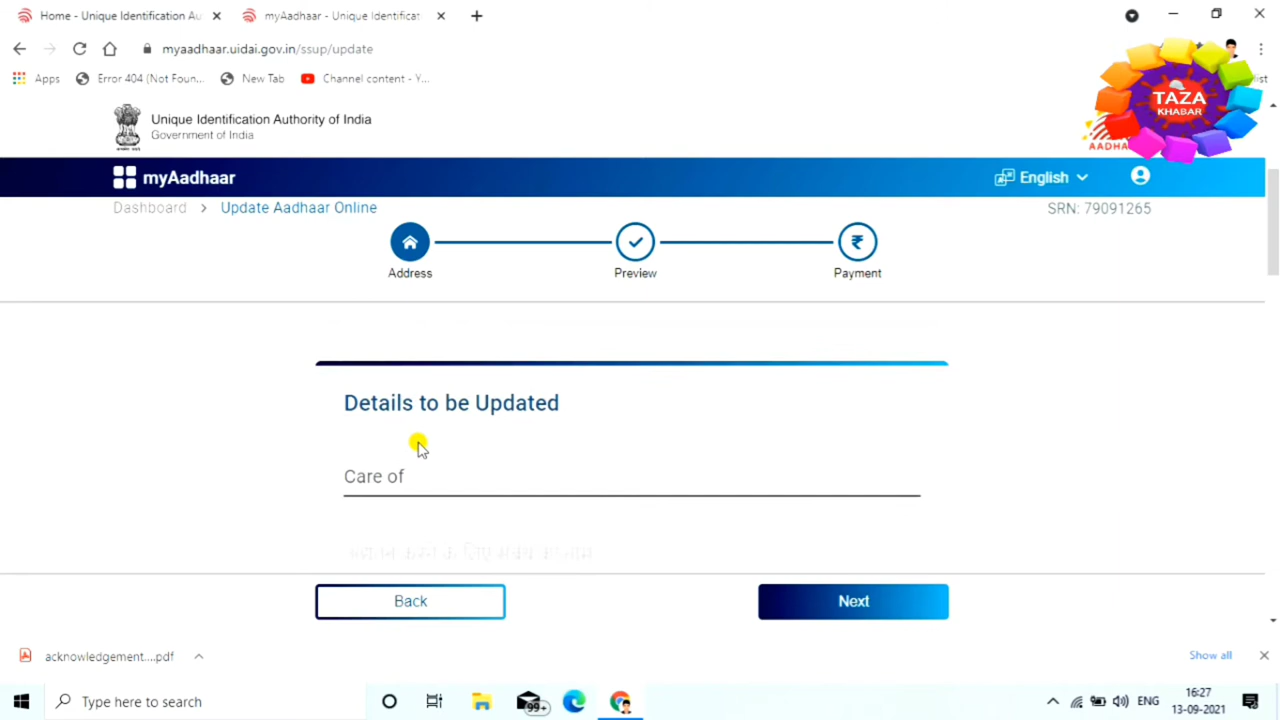 Home - Unique Identification Au
myAadhaar - Unique Identificat
myaadhaar.uidai.gov.in/ssup/update
Apps
Error 404 (Not Foun...
New Tab
Channel content - Y...
list
TAZA
KHABAR
AADHA
Unique Identification Authority of India
Government of India
myAadhaar
English
Dashboard > Update Aadhaar Online
SRN: 79091265
Address
Preview
₹
Payment
Details to be Updated
Care of
Back
Next
acknowledgement....pdf
Show all
Type here to search
99+
ENG
16:27
13-09-2021